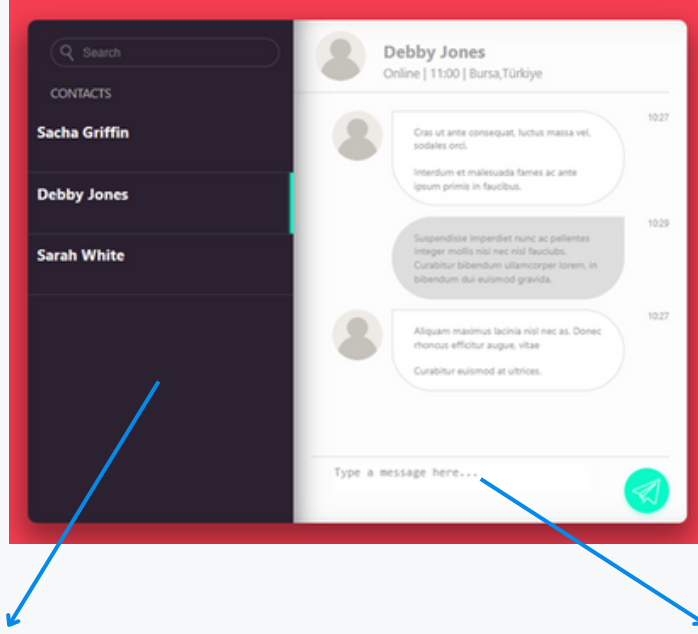 Search
CONTACTS
Sacha Griffin
Debby Jones
Sarah White
Debby Jones
Online | 11:00 | Bursa,Türkiye
10:27
Cras ut ante consequat, luctus massa vel,
sodales orci.
Interdum et malesuada fames ac ante
ipsum primis in faucibus.
10:29
Suspendisse imperdiet nunc ac pellentes
integer mollis nisi nec nisl fauciubs.
Curabitur bibendum ullamcorper lorem, in
bibendum dui euismod gravida.
10:27
Aliquam maximus lacinia nisl nec as. Donec
rhoncus efficitur augue, vitae
Curabitur euismod at ultrices.
Type a message here...